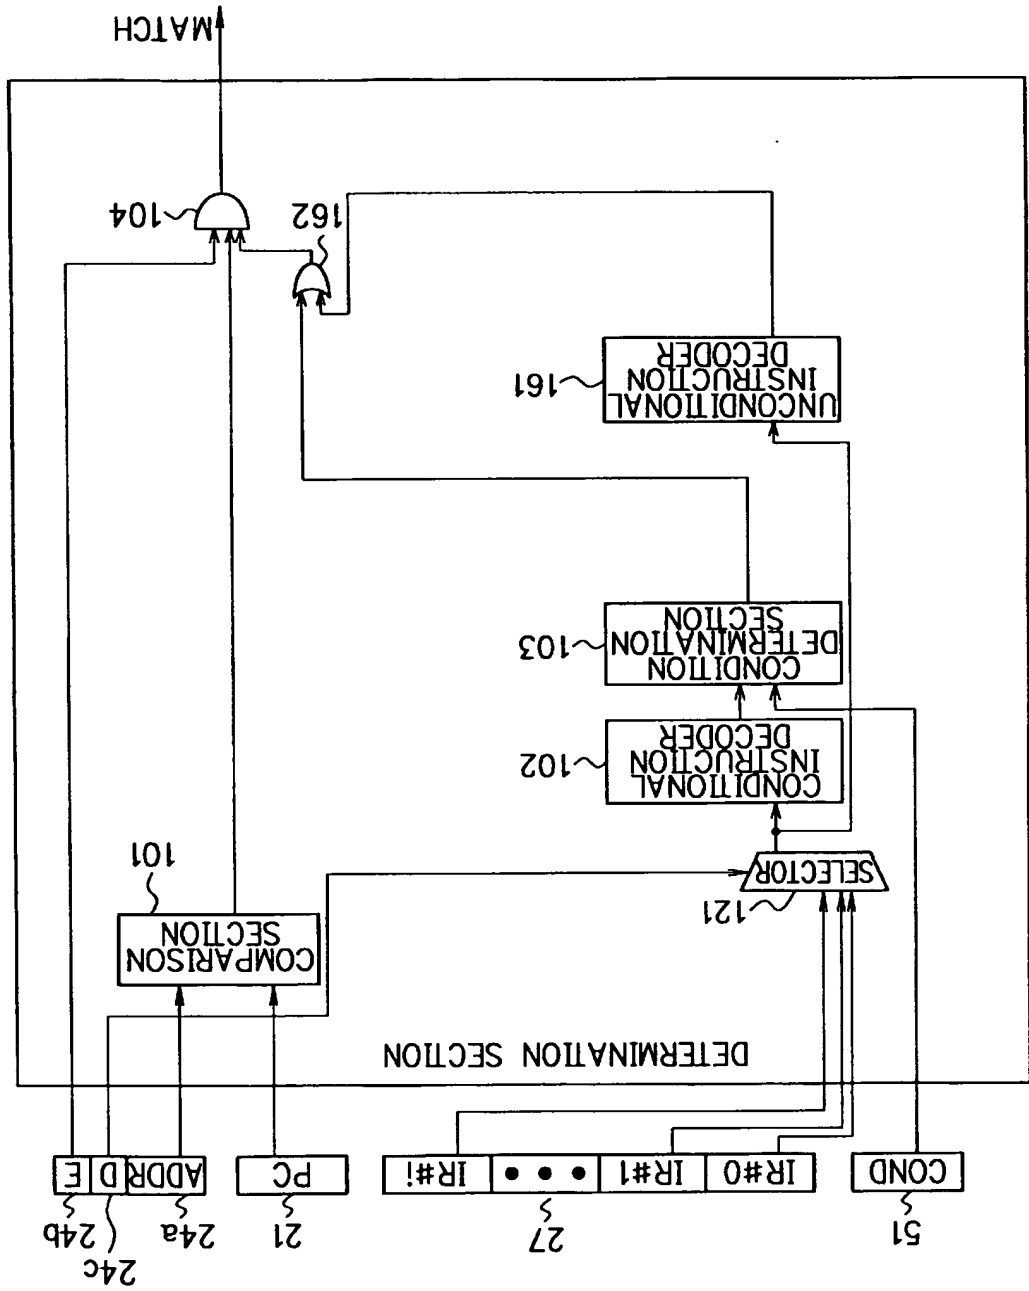 51
27
21
24a
24c
24b
COND
IR#0
IR#1
IR#i
PC
ADDR
D
E
DETERMINATION SECTION
121
SELECTOR
COMPARISON
SECTION
101
CONDITIONAL
INSTRUCTION
DECODER
102
CONDITION
DETERMINATION
SECTION
103
UNCONDITIONAL
INSTRUCTION
DECODER
161
162
104
MATCH